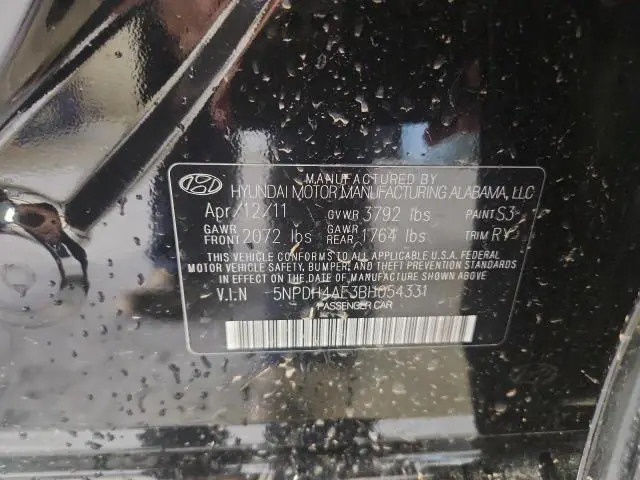 MANUFACTURED BY
HYUNDAI MOTOR MANUFACTURING ALABAMA, LLC
Apr/12/11 GVWR 3792 lbs PAINT S3
GAWR FRONT 2072 lbs GAWR REAR 1764 lbs TRIM RY
THIS VEHICLE CONFORMS TO ALL APPLICABLE U.S.A. FEDERAL
MOTOR VEHICLE SAFETY, BUMPER, AND THEFT PREVENTION
STANDARDS IN EFFECT ON THE DATE OF MANUFACTURE SHOWN ABOVE
V.I.N 5NPDH4AE3BH054331
PASSENGER CAR